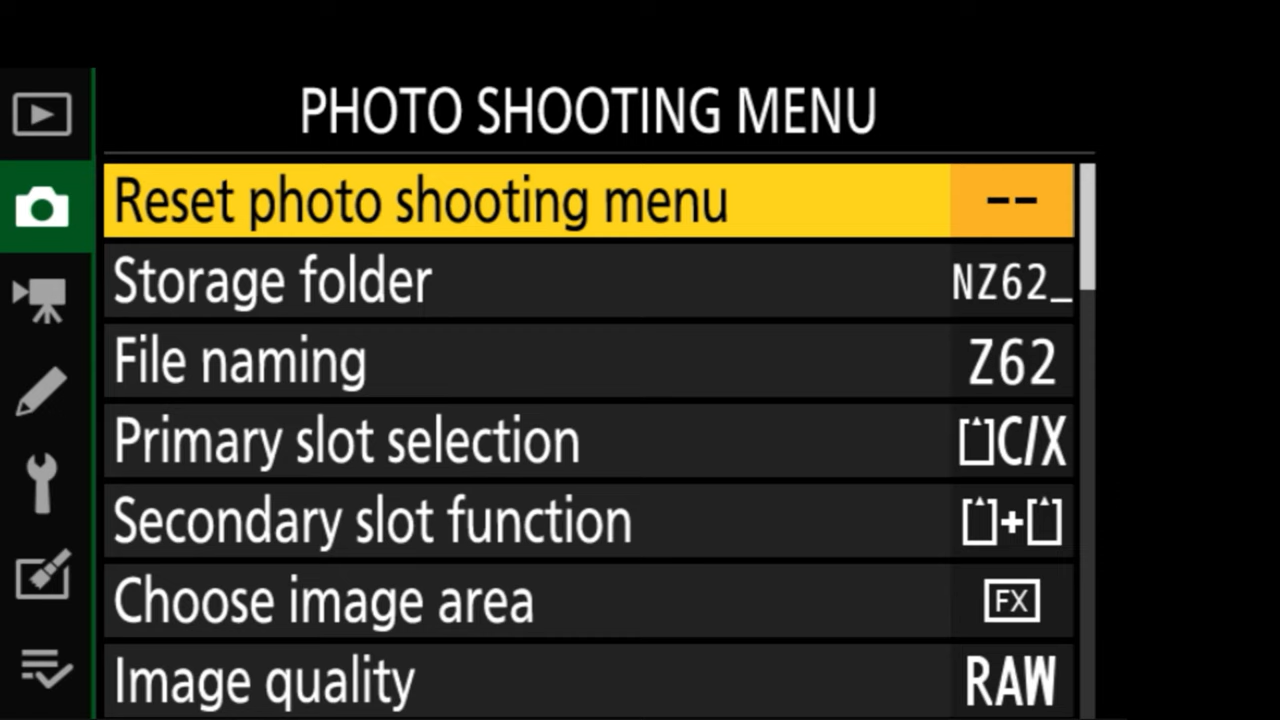 PHOTO SHOOTING MENU
Reset photo shooting menu --
Storage folder NZ62_
File naming Z62
Primary slot selection C/X
Secondary slot function +
Choose image area FX
Image quality RAW